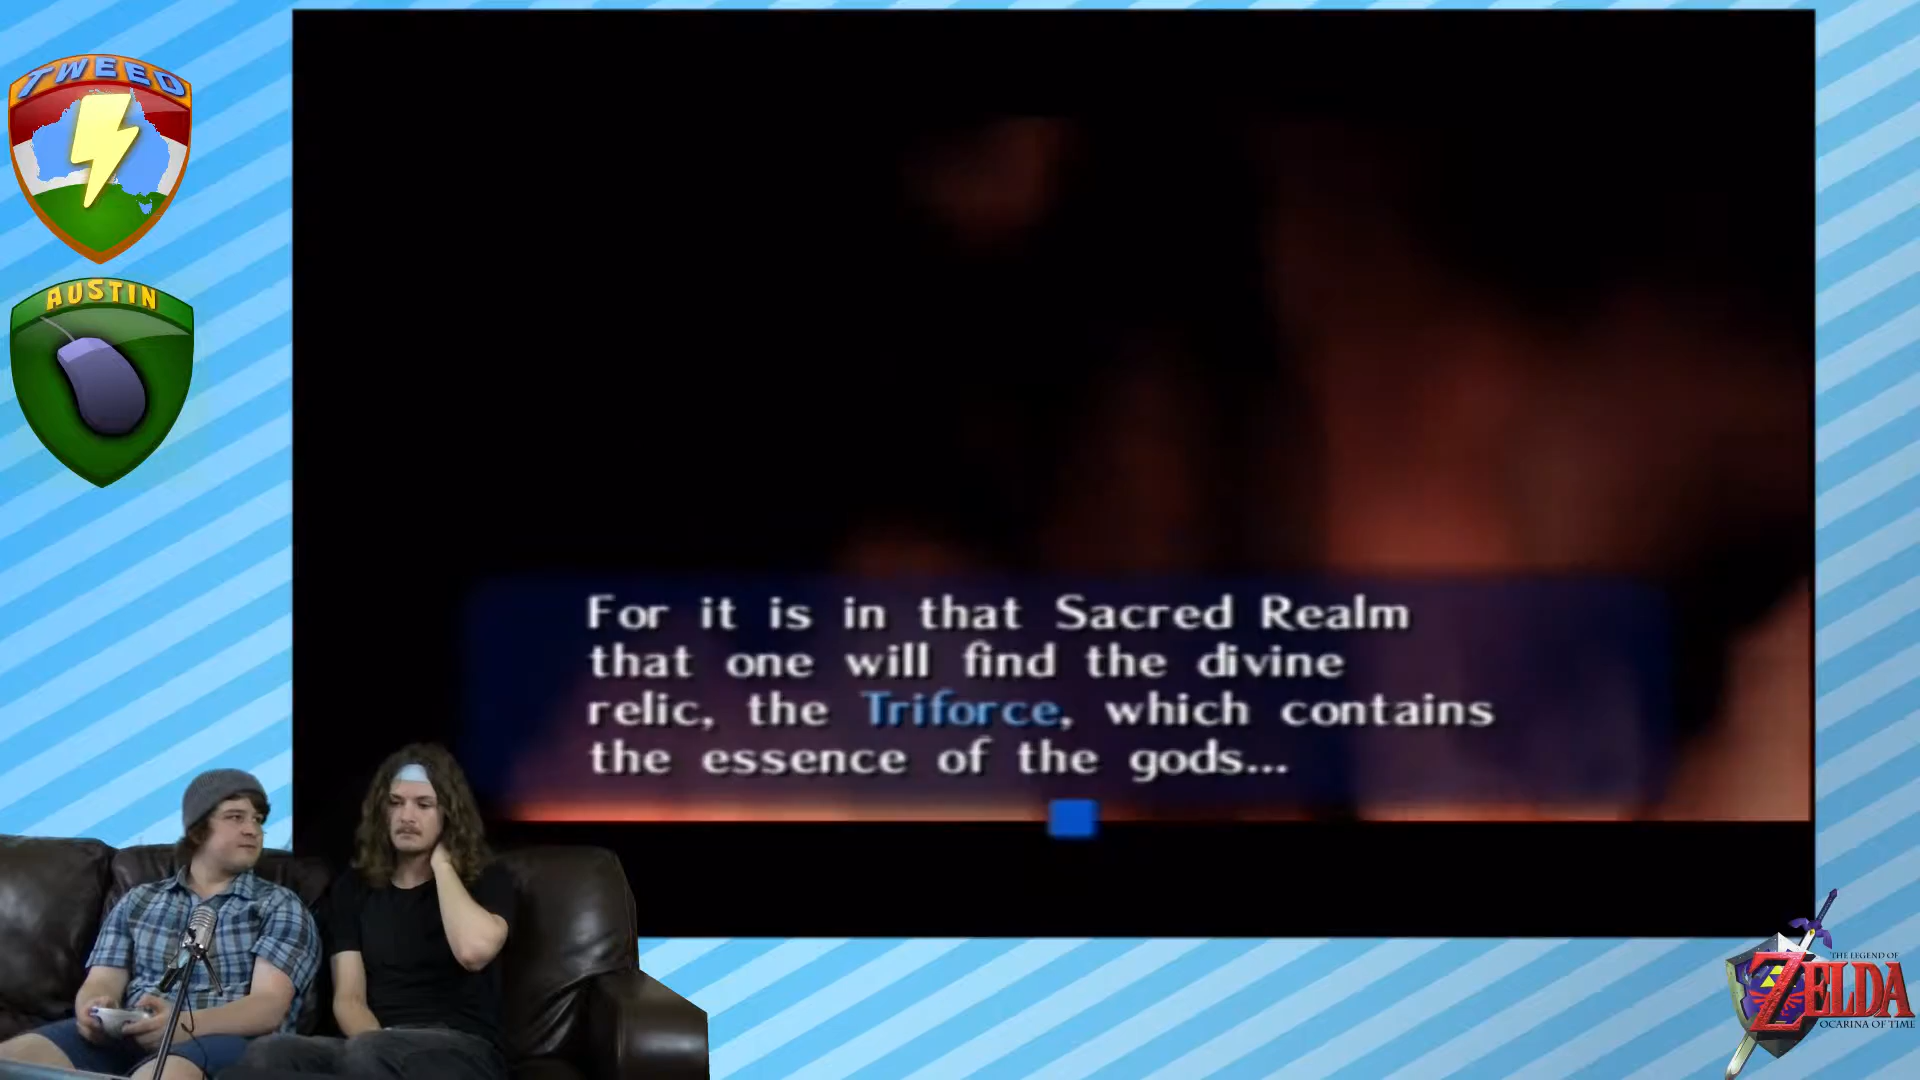 TWEED
AUSTIN
For it is in that Sacred Realm
that one will find the divine
relic, the Triforce, which contains
the essence of the gods...
THE LEGEND OF
ZELDA
OCARINA OF TIME